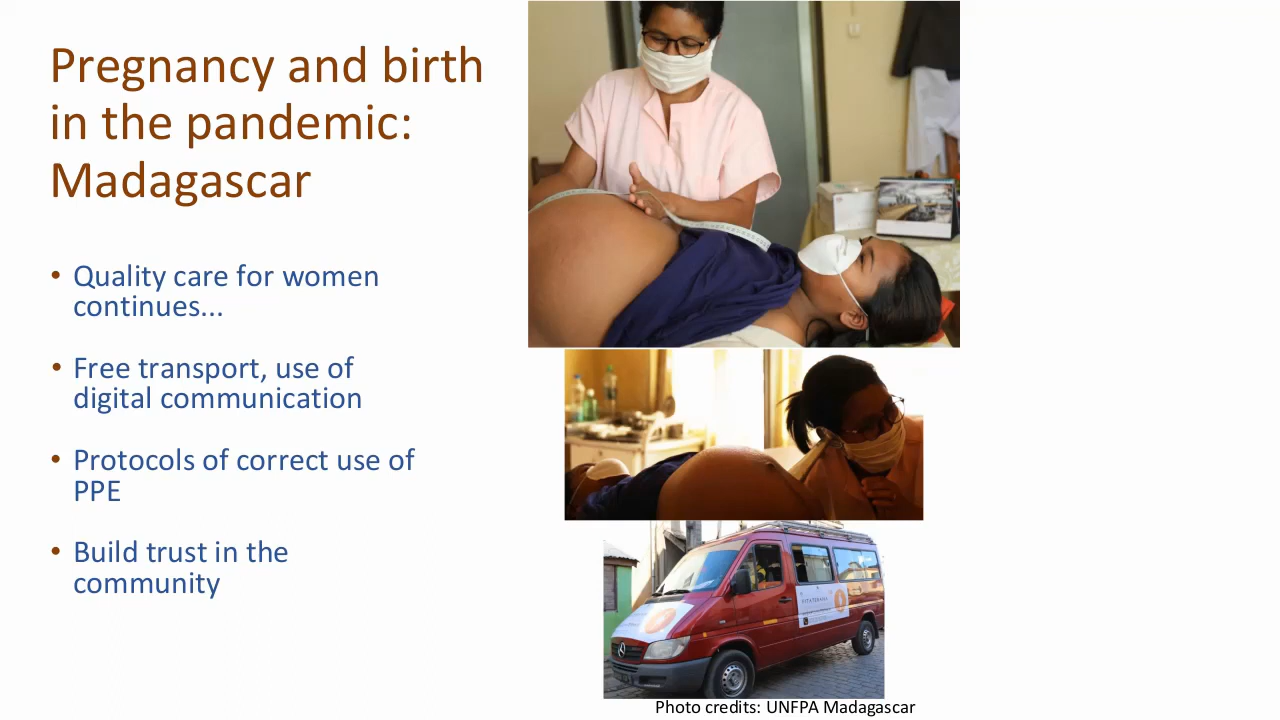 Pregnancy and birth
in the pandemic:
Madagascar
• Quality care for women
continues...
• Free transport, use of
digital communication
• Protocols of correct use of
PPE
• Build trust in the
community
Photo credits: UNFPA Madagascar